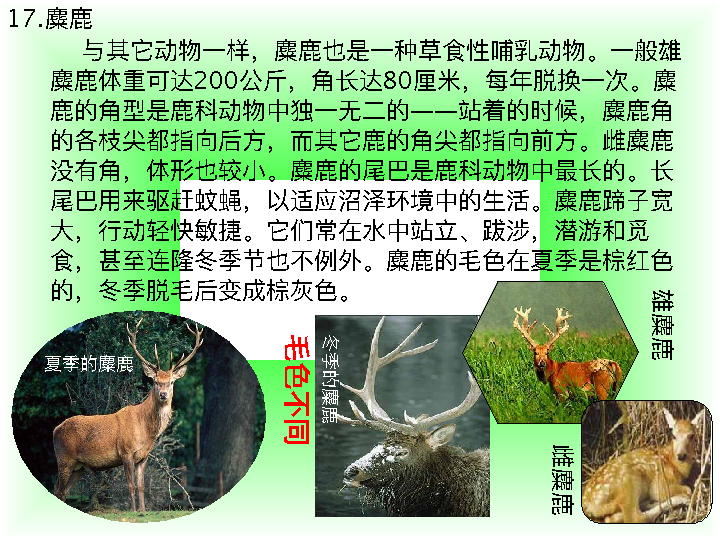 17.麋鹿
与其它动物一样，麋鹿也是一种草食性哺乳动物。一般雄
麋鹿体重可达200公斤，角长达80厘米，每年脱换一次。麋
鹿的角型是鹿科动物中独一无二的——站着的时候，麋鹿角
的各枝尖都指向后方，而其它鹿的角尖都指向前方。雌麋鹿
没有角，体形也较小。麋鹿的尾巴是鹿科动物中最长的。长
尾巴用来驱赶蚊蝇，以适应沼泽环境中的生活。麋鹿蹄子宽
大，行动轻快敏捷。它们常在水中站立、跋涉，潜游和觅
食，甚至连隆冬季节也不例外。麋鹿的毛色在夏季是棕红色
的，冬季脱毛后变成棕灰色。
夏季的麋鹿
毛色不同
冬季的麋鹿
雄麋鹿
雌麋鹿